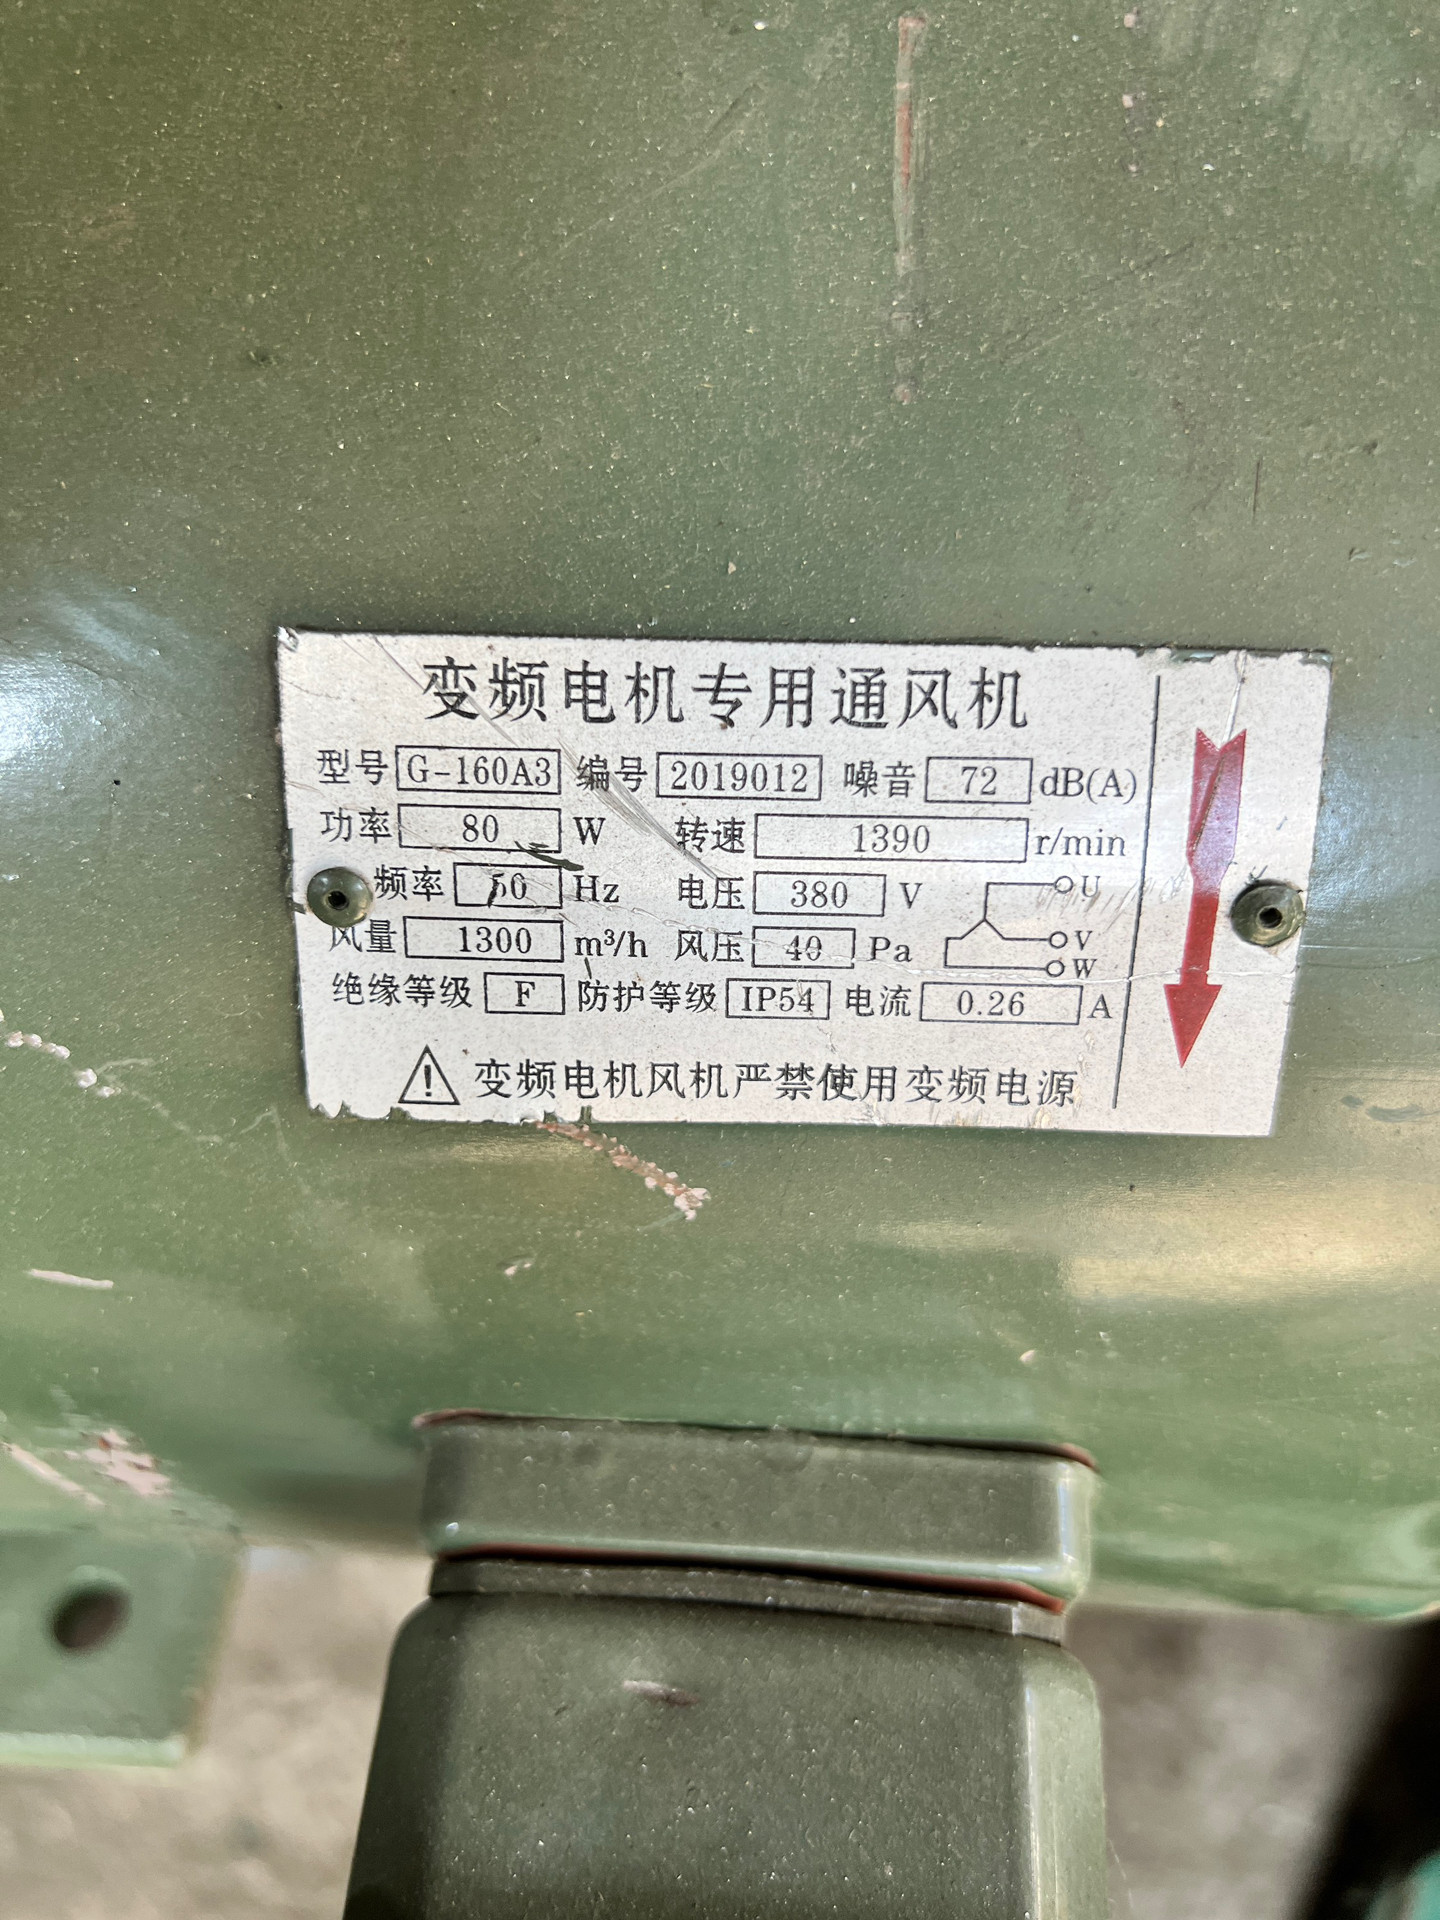 变频电机专用通风机
型号 G-160A3 编号 2019012 噪音 72 dB(A)
功率 80 W 转速 1390 r/min
频率 50 Hz 电压 380 V U
风量 1300 m³/h 风压 40 Pa V
W
绝缘等级 F 防护等级 IP54 电流 0.26 A
! 变频电机风机严禁使用变频电源